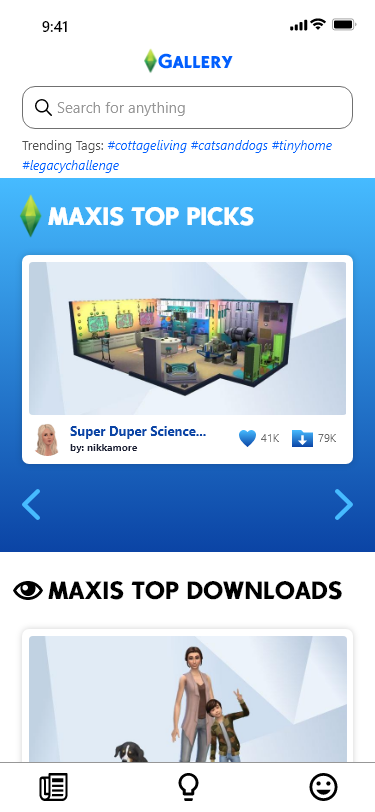 9:41
GALLERY
Search for anything
Trending Tags: #cottageliving #catsanddogs #tinyhome
#legacychallenge
MAXIS TOP PICKS
Super Duper Science...
41K
79K
by: nikkamore
MAXIS TOP DOWNLOADS